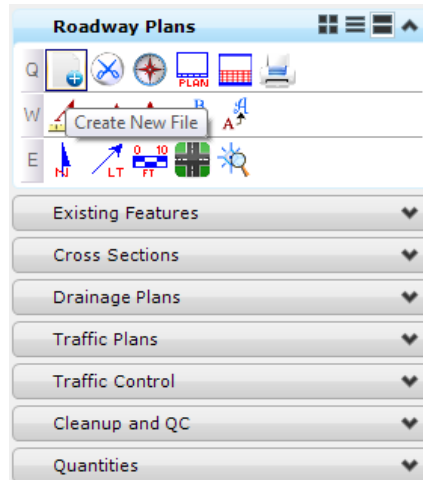 Roadway Plans
Q
PLAN
W
Create New File
B
A A
E
N NJ
LT
0 10
FT
Existing Features
Cross Sections
Drainage Plans
Traffic Plans
Traffic Control
Cleanup and QC
Quantities